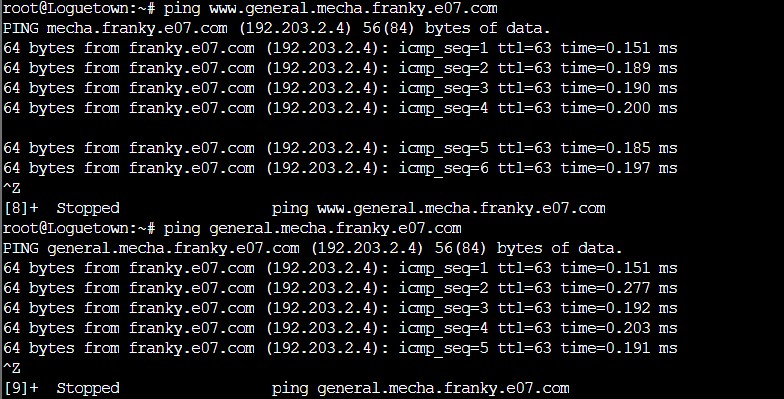 root@Loguetown:~# ping www.general.mecha.franky.e07.com
PING mecha.franky.e07.com (192.203.2.4) 56(84) bytes of data.
64 bytes from franky.e07.com (192.203.2.4): icmp_seq=1 ttl=63 time=0.151 ms
64 bytes from franky.e07.com (192.203.2.4): icmp_seq=2 ttl=63 time=0.189 ms
64 bytes from franky.e07.com (192.203.2.4): icmp_seq=3 ttl=63 time=0.190 ms
64 bytes from franky.e07.com (192.203.2.4): icmp_seq=4 ttl=63 time=0.200 ms
64 bytes from franky.e07.com (192.203.2.4): icmp_seq=5 ttl=63 time=0.185 ms
64 bytes from franky.e07.com (192.203.2.4): icmp_seq=6 ttl=63 time=0.197 ms
^Z
[8]+  Stopped                 ping www.general.mecha.franky.e07.com
root@Loguetown:~# ping general.mecha.franky.e07.com
PING general.mecha.franky.e07.com (192.203.2.4) 56(84) bytes of data.
64 bytes from franky.e07.com (192.203.2.4): icmp_seq=1 ttl=63 time=0.151 ms
64 bytes from franky.e07.com (192.203.2.4): icmp_seq=2 ttl=63 time=0.277 ms
64 bytes from franky.e07.com (192.203.2.4): icmp_seq=3 ttl=63 time=0.192 ms
64 bytes from franky.e07.com (192.203.2.4): icmp_seq=4 ttl=63 time=0.203 ms
64 bytes from franky.e07.com (192.203.2.4): icmp_seq=5 ttl=63 time=0.191 ms
^Z
[9]+  Stopped                 ping general.mecha.franky.e07.com